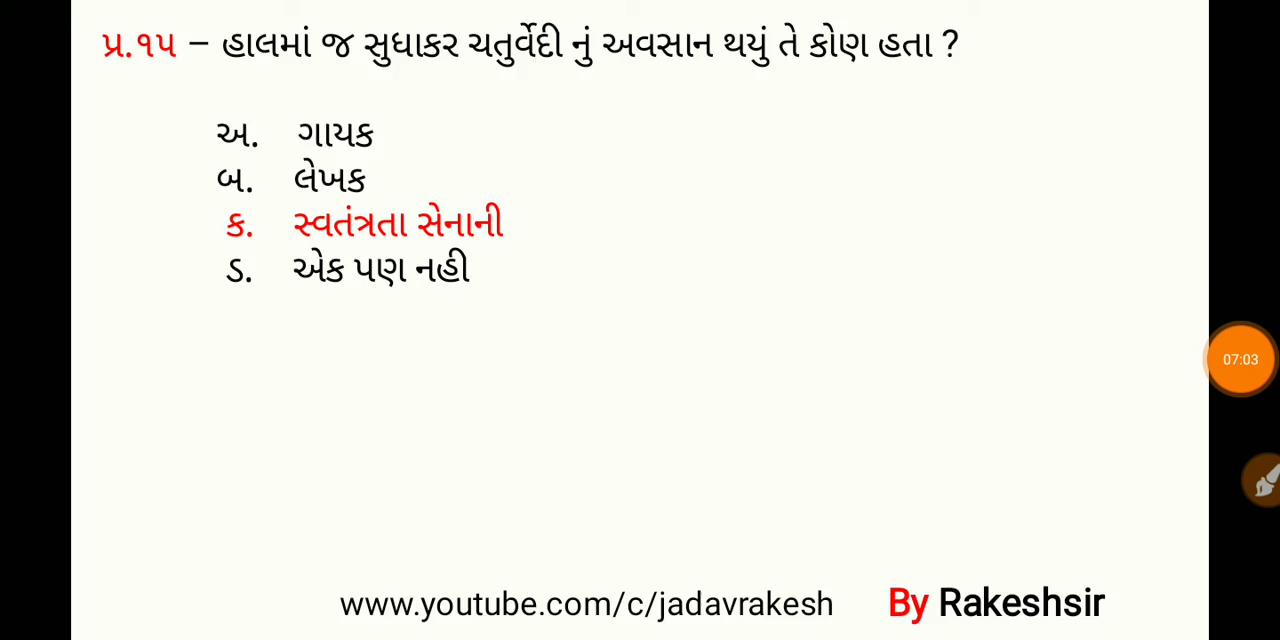 પ્ર.૧૫ – હાલમાં જ સુધાકર ચતુર્વેદી નું અવસાન થયું તે કોણ હતા ?
અ. ગાયક
બ. લેખક
ક. સ્વતંત્રતા સેનાની
ડ. એક પણ નહી
07:03
www.youtube.com/c/jadavrakesh By Rakeshsir